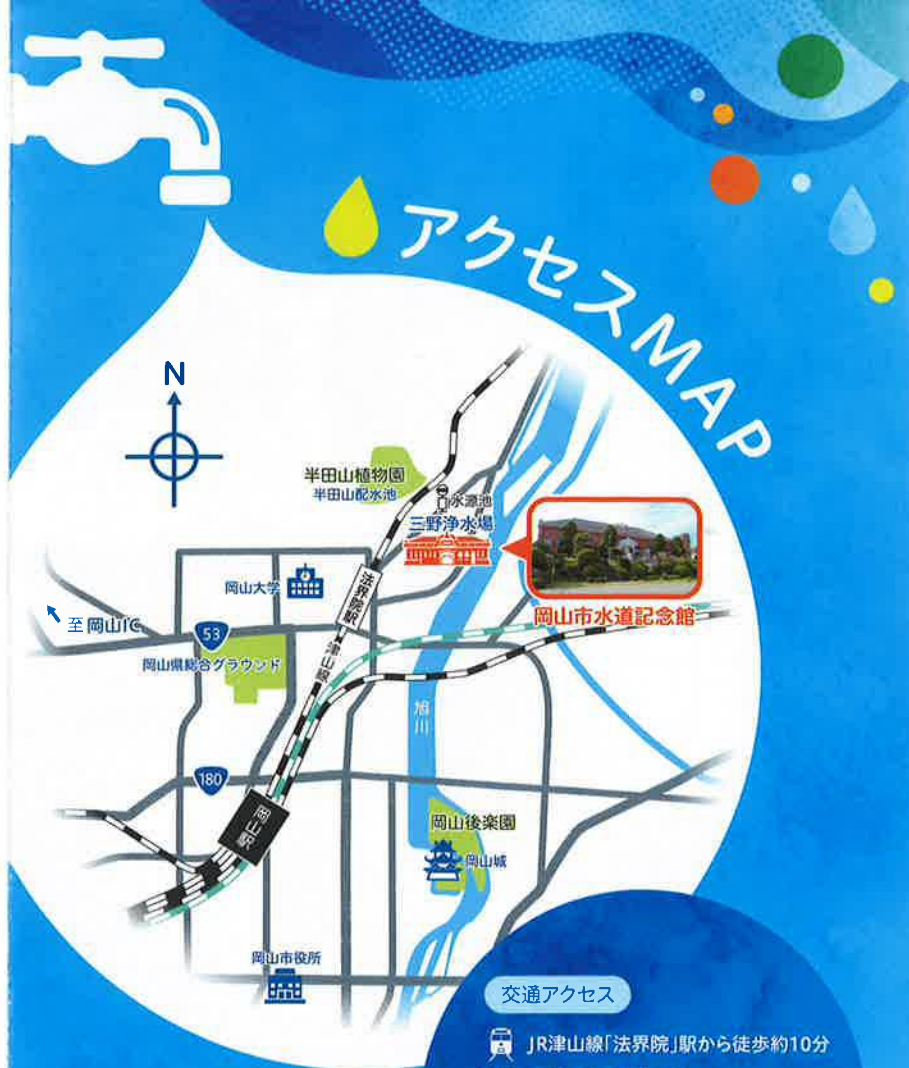 アクセスMAP
N
半田山植物園
半田山配水池
水源池
三野浄水場
岡山大学
法界院駅
岡山市水道記念館
至 岡山IC
53
岡山県総合グラウンド
津山線
旭川
180
岡山駅
岡山後楽園
岡山城
岡山市役所
交通アクセス
JR津山線「法界院」駅から徒歩約10分